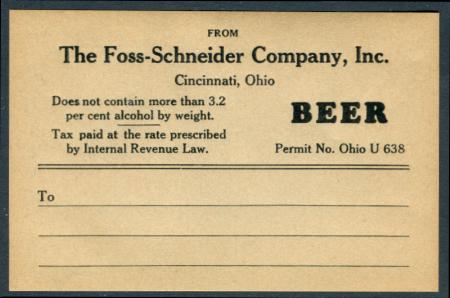 FROM
The Foss-Schneider Company, Inc.
Cincinnati, Ohio
Does not contain more than 3.2
per cent alcohol by weight.
Tax paid at the rate prescribed
by Internal Revenue Law.
BEER
Permit No. Ohio U 638
To